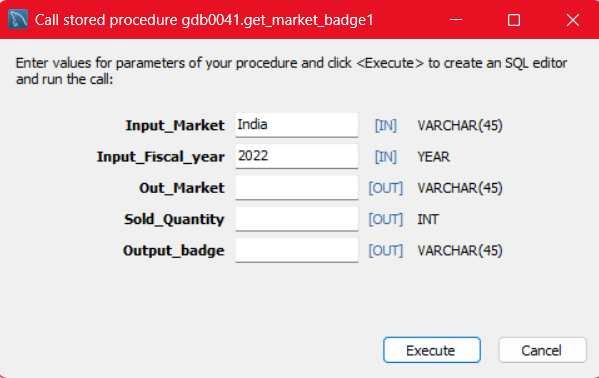 Call stored procedure gdb0041.get_market_badge1
Enter values for parameters of your procedure and click <Execute> to create an SQL editor
and run the call:
Input_Market India [IN] VARCHAR(45)
Input_Fiscal_year 2022 [IN] YEAR
Out_Market [OUT] VARCHAR(45)
Sold_Quantity [OUT] INT
Output_badge [OUT] VARCHAR(45)
Execute Cancel